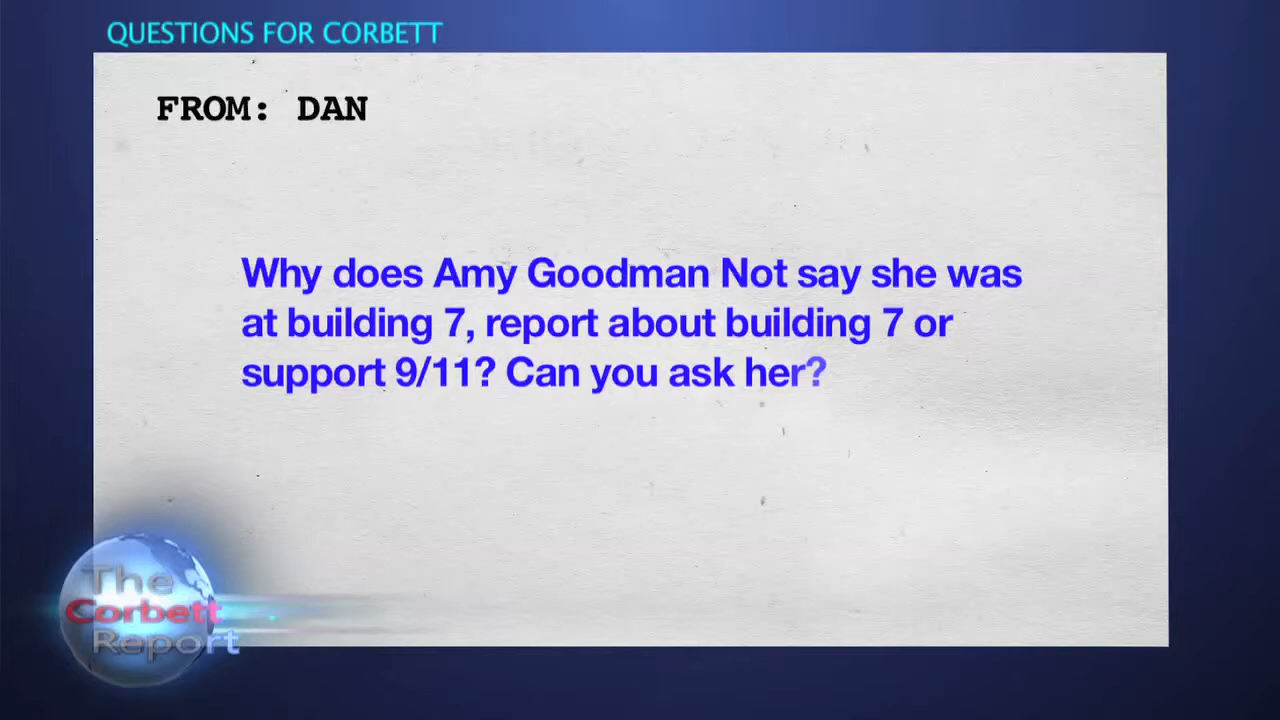 QUESTIONS FOR CORBETT
FROM: DAN
Why does Amy Goodman Not say she was
at building 7, report about building 7 or
support 9/11? Can you ask her?
The
Corbett
Report